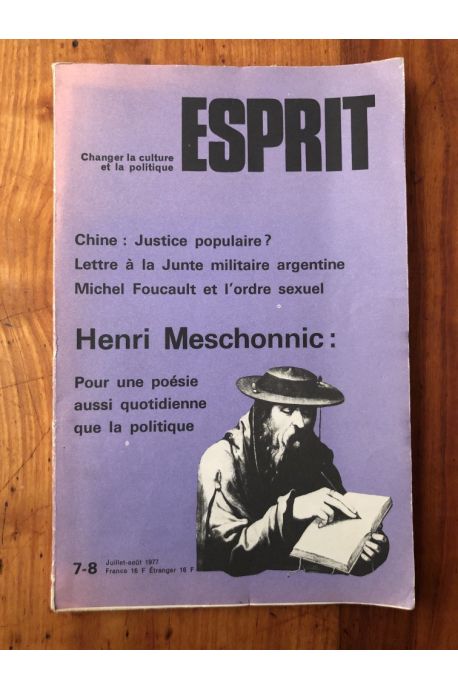 ESPRIT
Changer la culture
et la politique
Chine : Justice populaire ?
Lettre à la Junte militaire argentine
Michel Foucault et l'ordre sexuel
Henri Meschonnic :
Pour une poésie
aussi quotidienne
que la politique
7-8 Juillet-août 1977
France 16 F Étranger 18 F